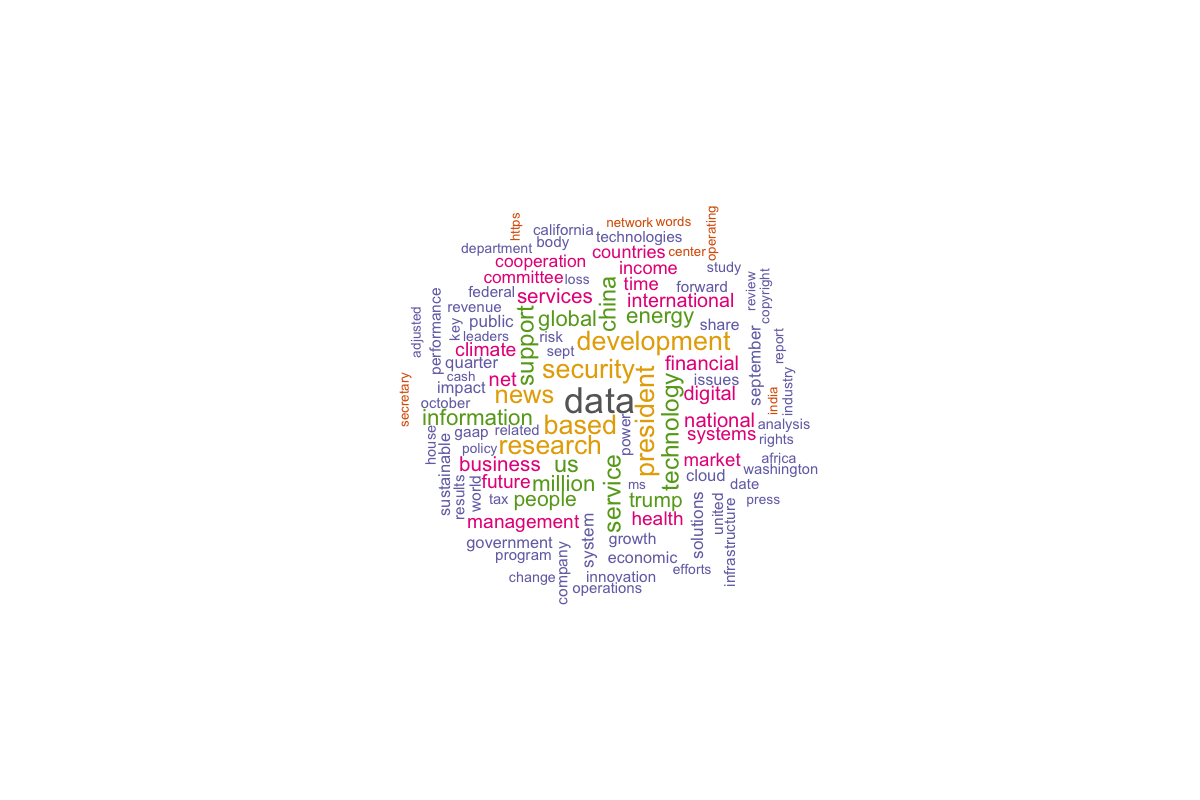 https
california
network
words
operating
department
body
technologies
cooperation
countries
center
committee
loss
income
study
federal
services
china
time
forward
review
copyright
revenue
international
adjusted
performance
key
public
support
global
energy
share
leaders
risk
development
september
report
climate
sept
quarter
security
financial
cash
net
president
technology
issues
industry
secretary
impact
news
data
digital
india
october
information
based
power
national
analysis
house
gaap
related
systems
rights
sustainable
policy
research
business
us
market
africa
washington
results
world
future
million
service
ms
cloud
date
tax
people
trump
solutions
united
press
management
health
infrastructure
government
system
growth
program
company
economic
efforts
change
innovation
operations